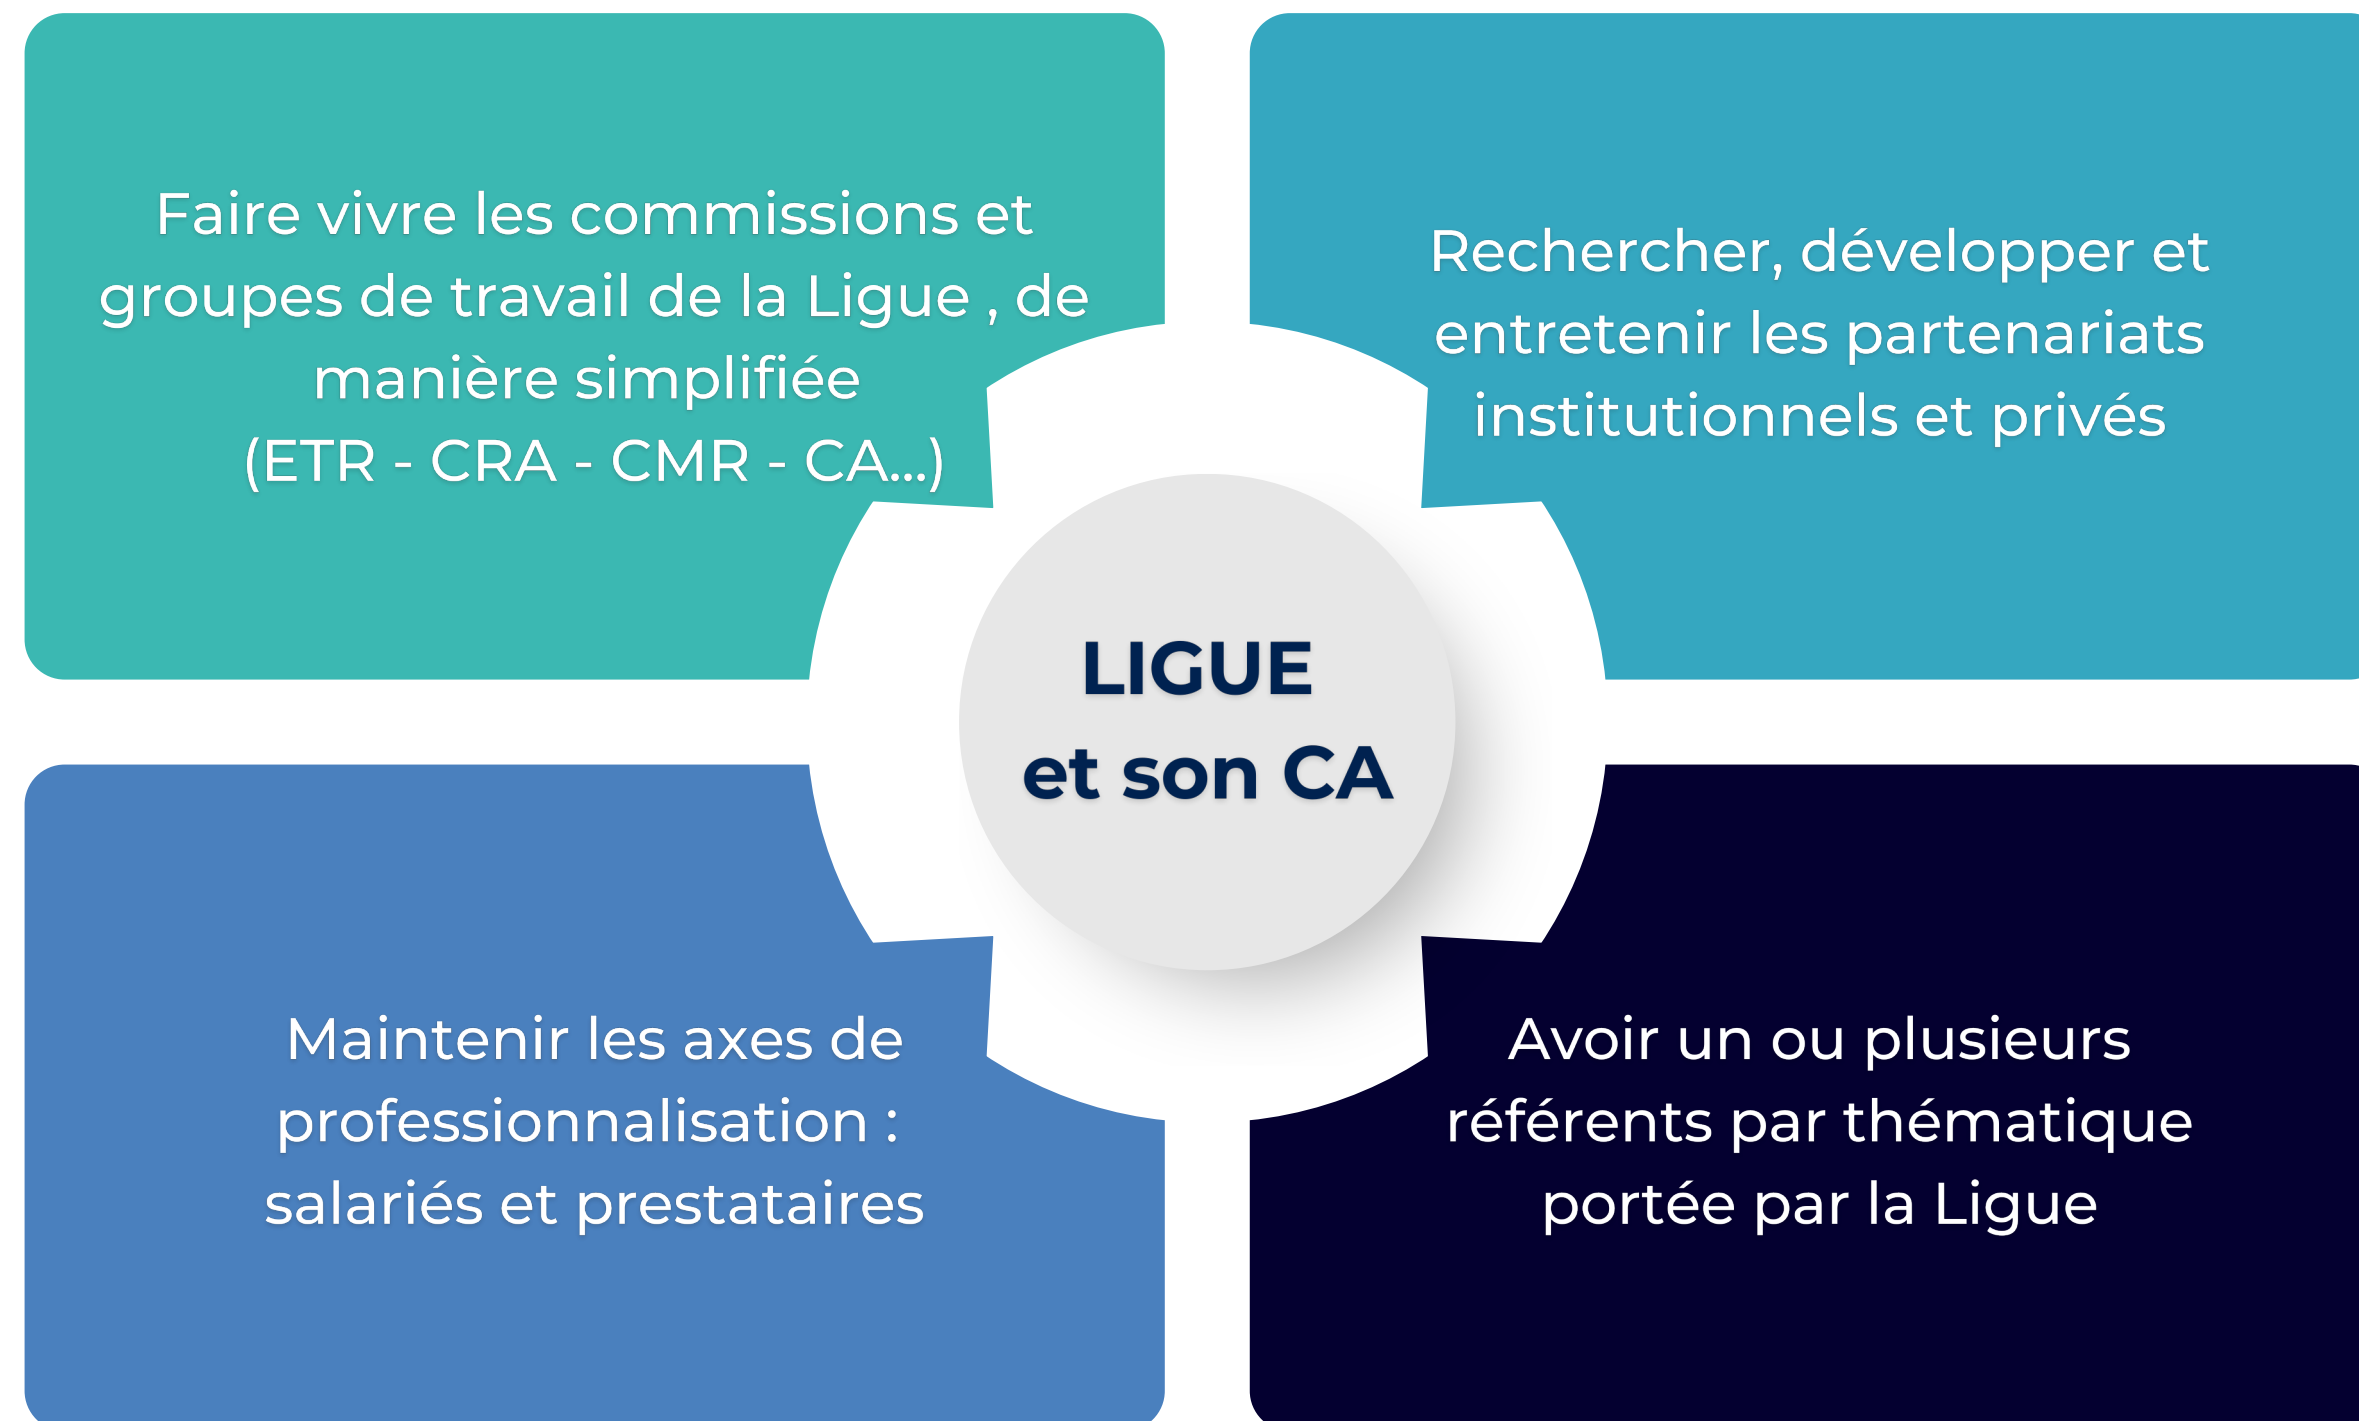 Faire vivre les commissions et
groupes de travail de la Ligue , de
manière simplifiée
(ETR - CRA - CMR - CA...)
Rechercher, développer et
entretenir les partenariats
institutionnels et privés
LIGUE
et son CA
Maintenir les axes de
professionnalisation :
salariés et prestataires
Avoir un ou plusieurs
référents par thématique
portée par la Ligue